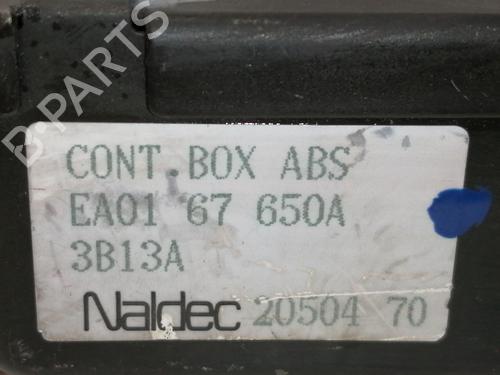 B-PARTS
CONT.BOX ABS
EA01 67 650A
3B13A
Naldec 20504 70